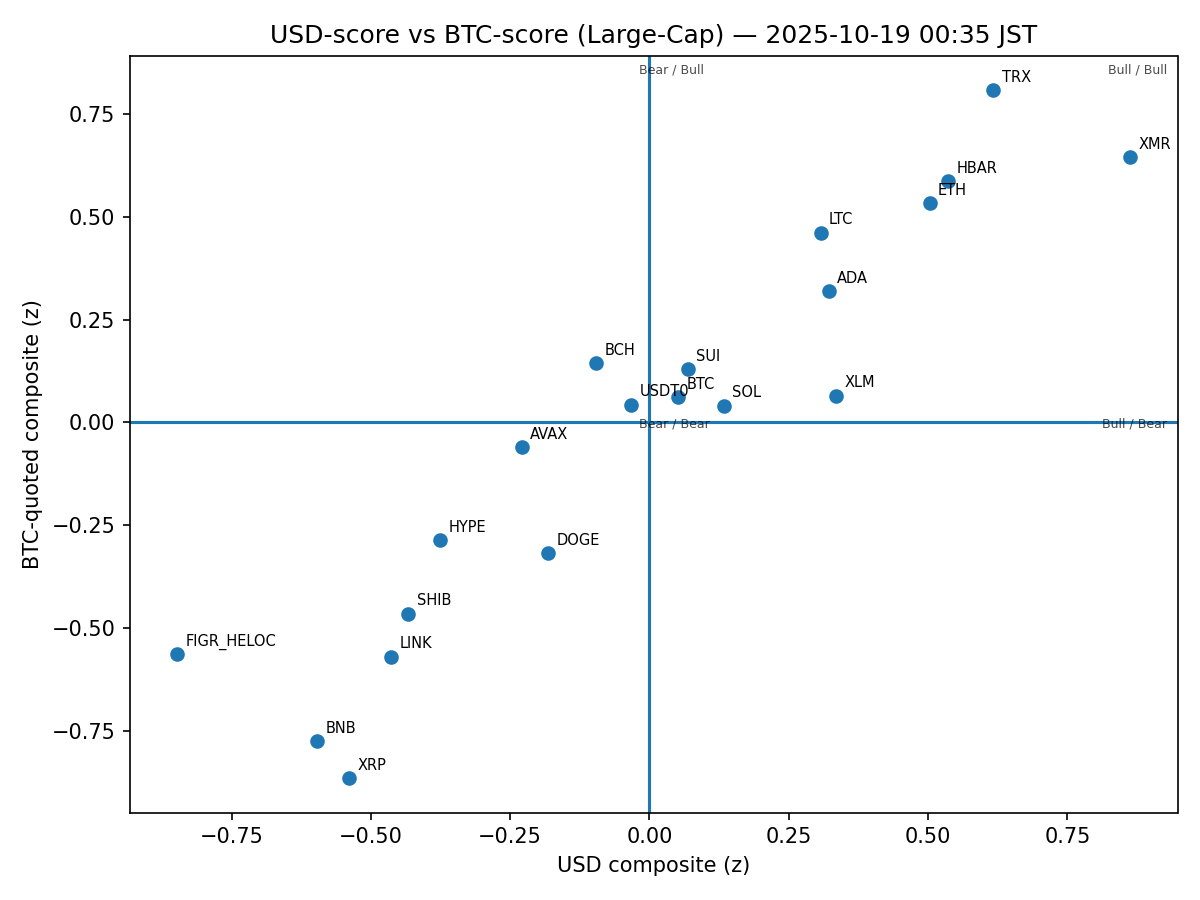 USD-score vs BTC-score (Large-Cap) — 2025-10-19 00:35 JST
Bear / Bull
Bull / Bull
TRX
XMR
HBAR
ETH
LTC
ADA
BCH
SUI
BTC
USDT0
SOL
XLM
Bear / Bear
Bull / Bear
AVAX
HYPE
DOGE
SHIB
FIGR_HELOC
LINK
BNB
XRP
0.75
0.50
0.25
0.00
−0.25
−0.50
−0.75
BTC-quoted composite (z)
−0.75
−0.50
−0.25
0.00
0.25
0.50
0.75
USD composite (z)